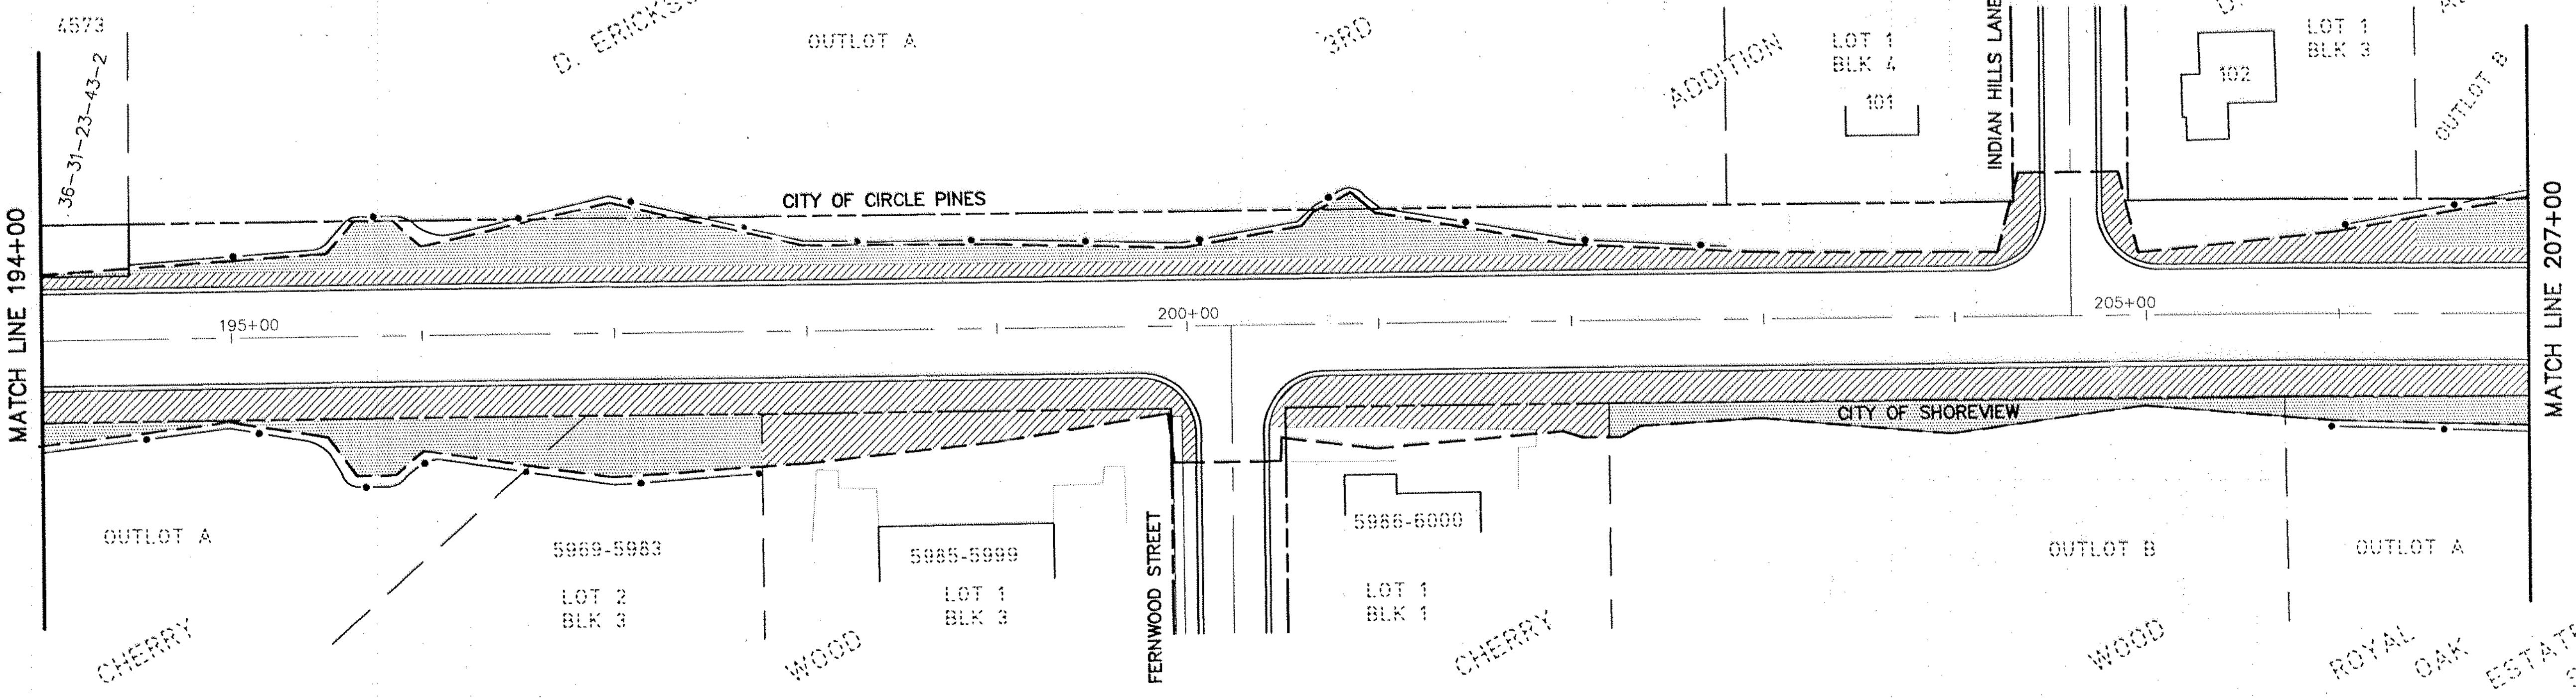 4573
36-31-23-43-2
D. ERICKS
OUTLOT A
3RD
ADDITION
LOT 1
BLK 4
101
INDIAN HILLS LANE
102
LOT 1
BLK 3
OUTLOT B
CITY OF CIRCLE PINES
MATCH LINE 194+00
195+00
200+00
205+00
MATCH LINE 207+00
CITY OF SHOREVIEW
OUTLOT A
5969-5983
LOT 2
BLK 3
5985-5999
LOT 1
BLK 3
FERNWOOD STREET
5986-6000
LOT 1
BLK 1
OUTLOT B
OUTLOT A
CHERRY
WOOD
CHERRY
WOOD
ROYAL
OAK
ESTAT